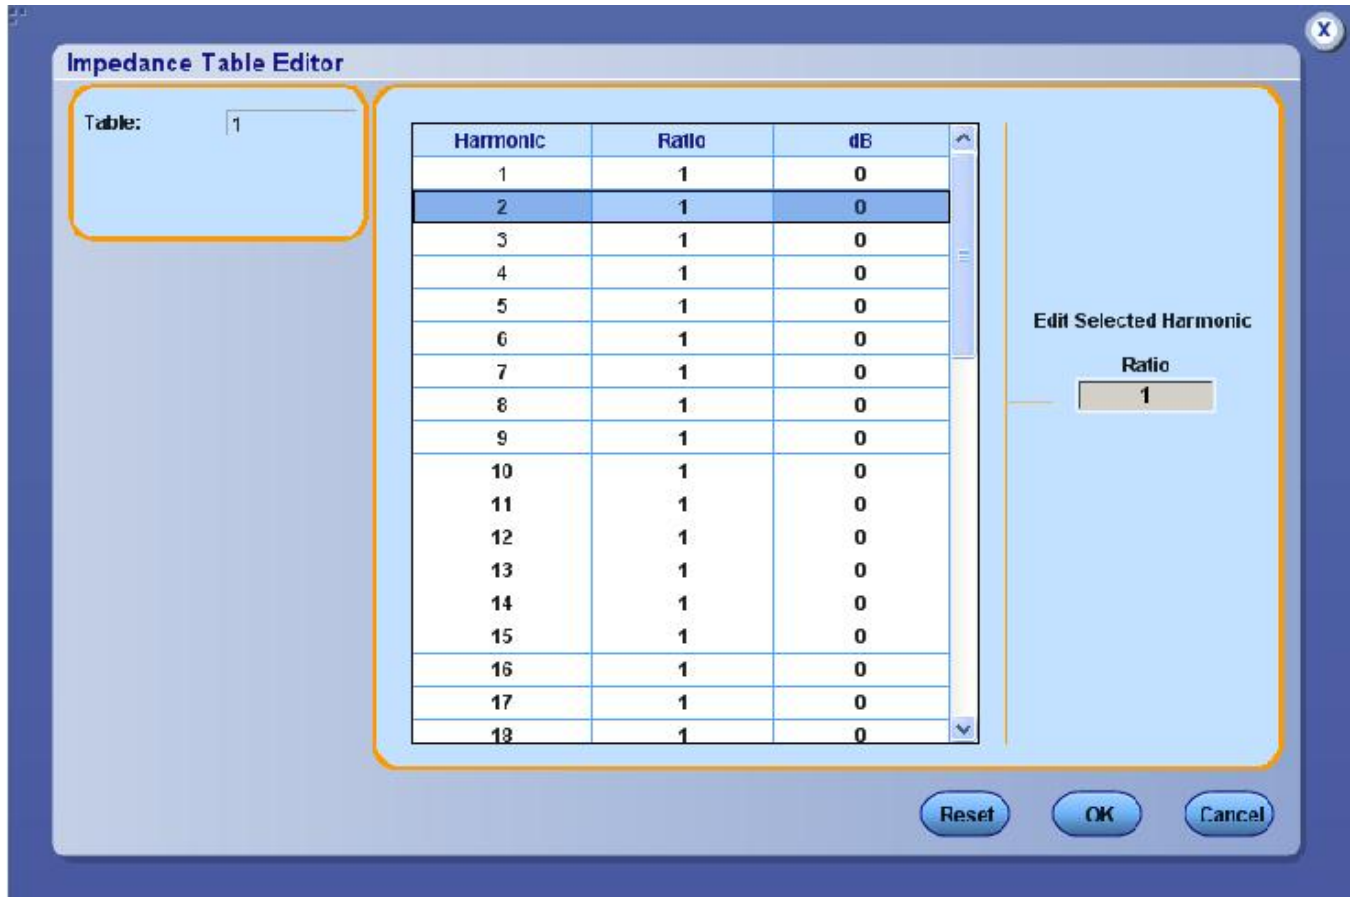 X
Impedance Table Editor
Table: 1
Harmonic Ratio dB
1 1 0
2 1 0
3 1 0
4 1 0
5 1 0
6 1 0
7 1 0
8 1 0
9 1 0
10 1 0
11 1 0
12 1 0
13 1 0
14 1 0
15 1 0
16 1 0
17 1 0
18 1 0
Edit Selected Harmonic
Ratio
1
Reset OK Cancel